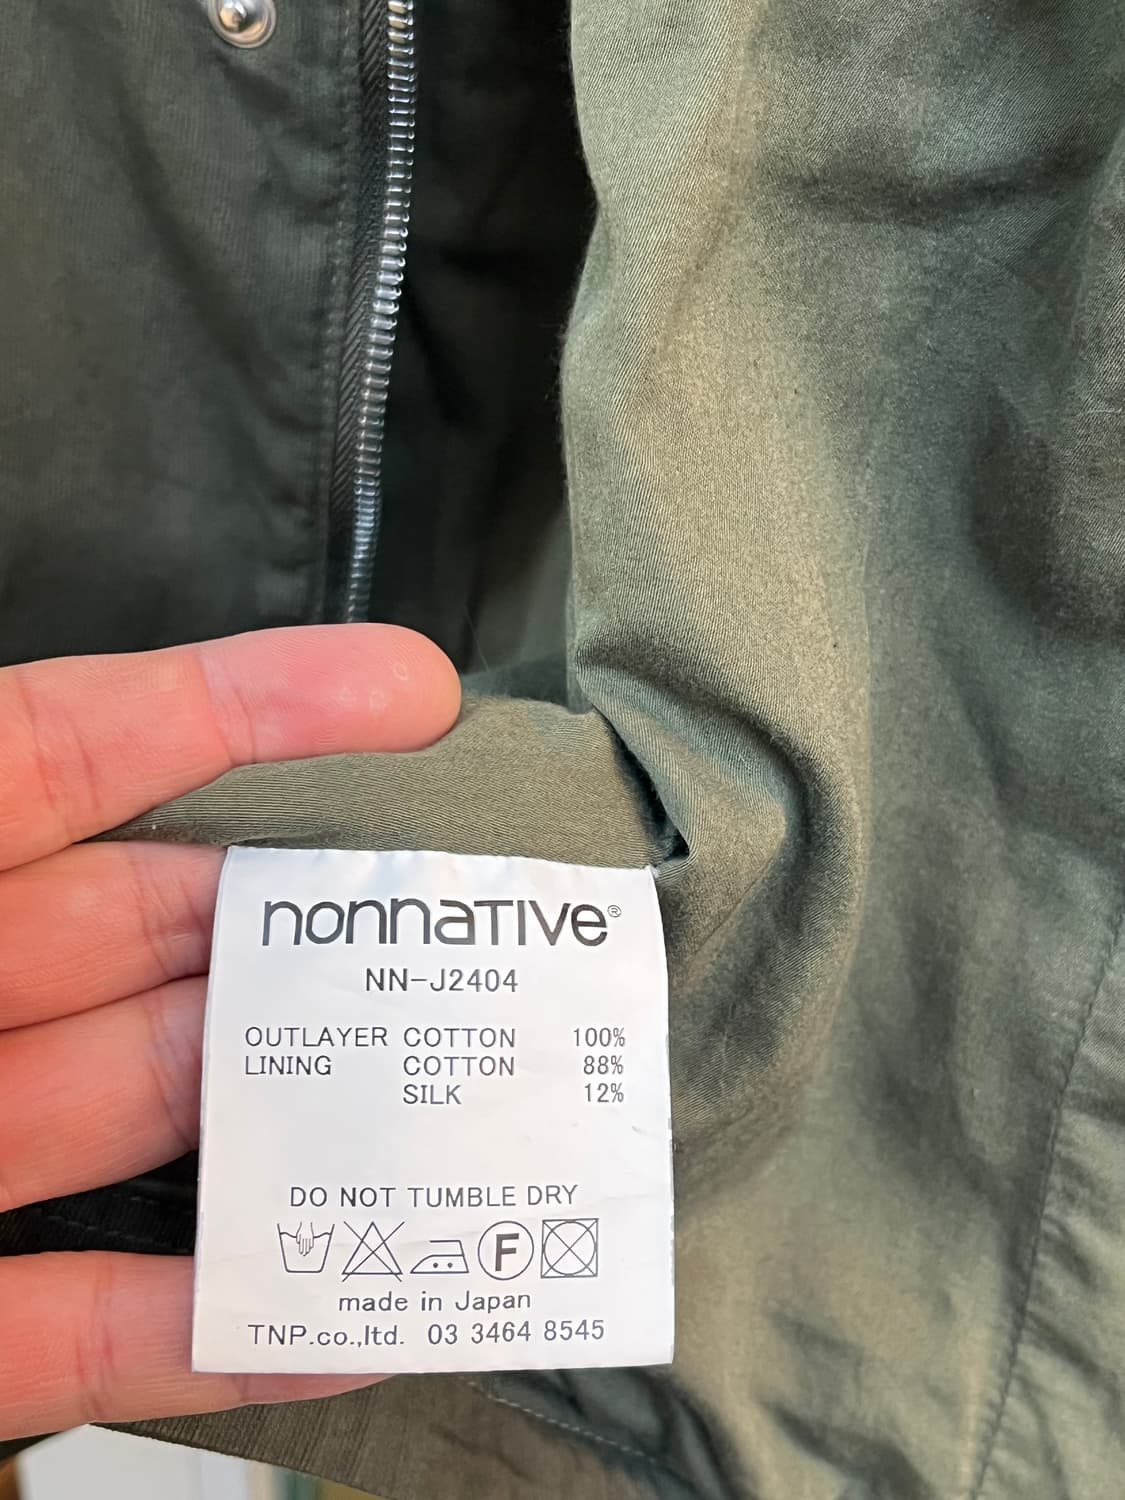 nonnative®
NN-J2404
OUTLAYER COTTON 100%
LINING COTTON 88%
SILK 12%
DO NOT TUMBLE DRY
F
made in Japan
TNP.co.,ltd. 03 3464 8545